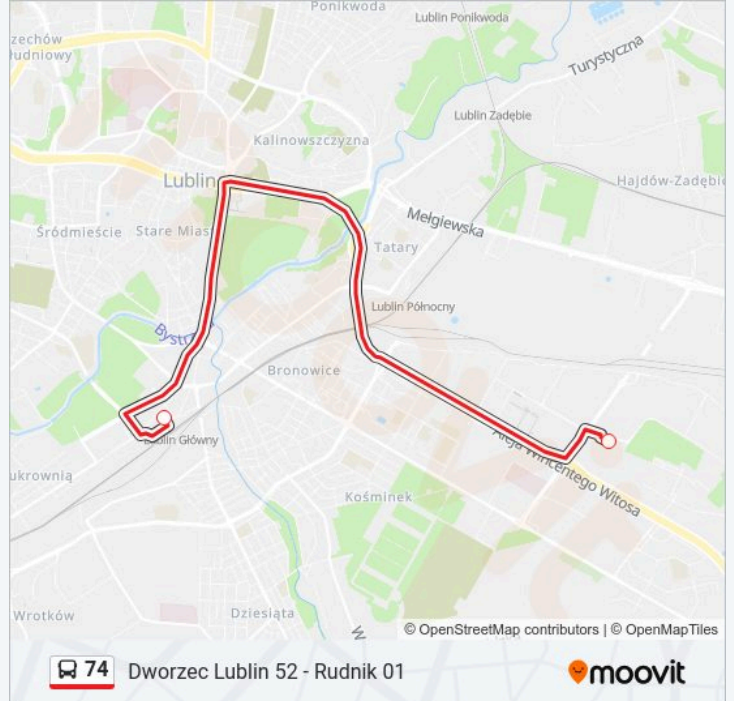 Ponikwoda
Lublin Ponikwoda
zechów
łudniowy
Turystyczna
Lublin Zadębie
Kalinowszczyzna
Lublin
Hajdów-Zadębie
Mełgiewska
Śródmieście
Stare Mias
Tatary
Lublin Północny
Bystrz
Bronowice
Lublin Główny
Aleja Wincentego Witosa
ukrownią
Kośminek
Wrotków
Dziesiąta
W
© OpenStreetMap contributors | © OpenMapTiles
74 Dworzec Lublin 52 - Rudnik 01
moovit